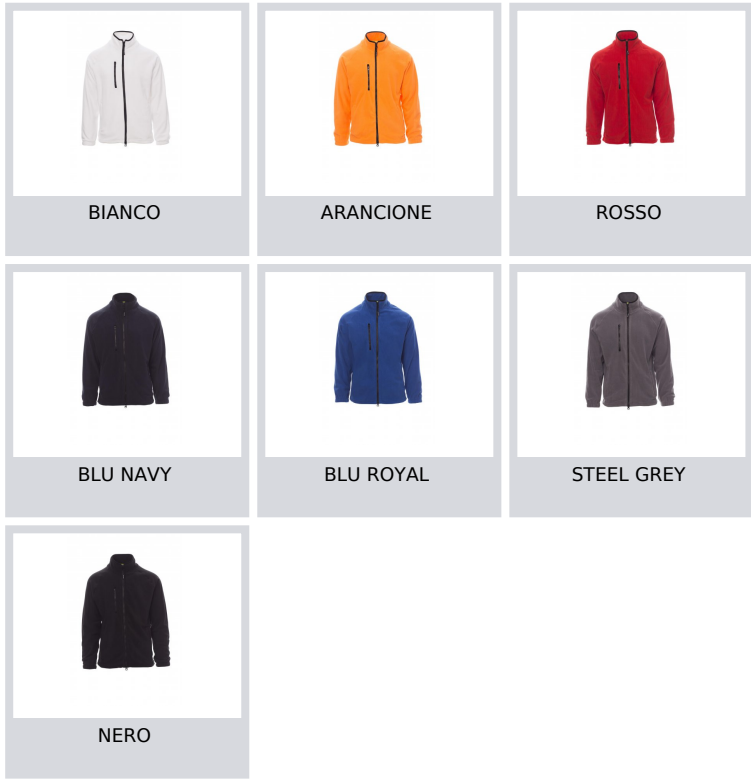 BIANCO
ARANCIONE
ROSSO
BLU NAVY
BLU ROYAL
STEEL GREY
NERO